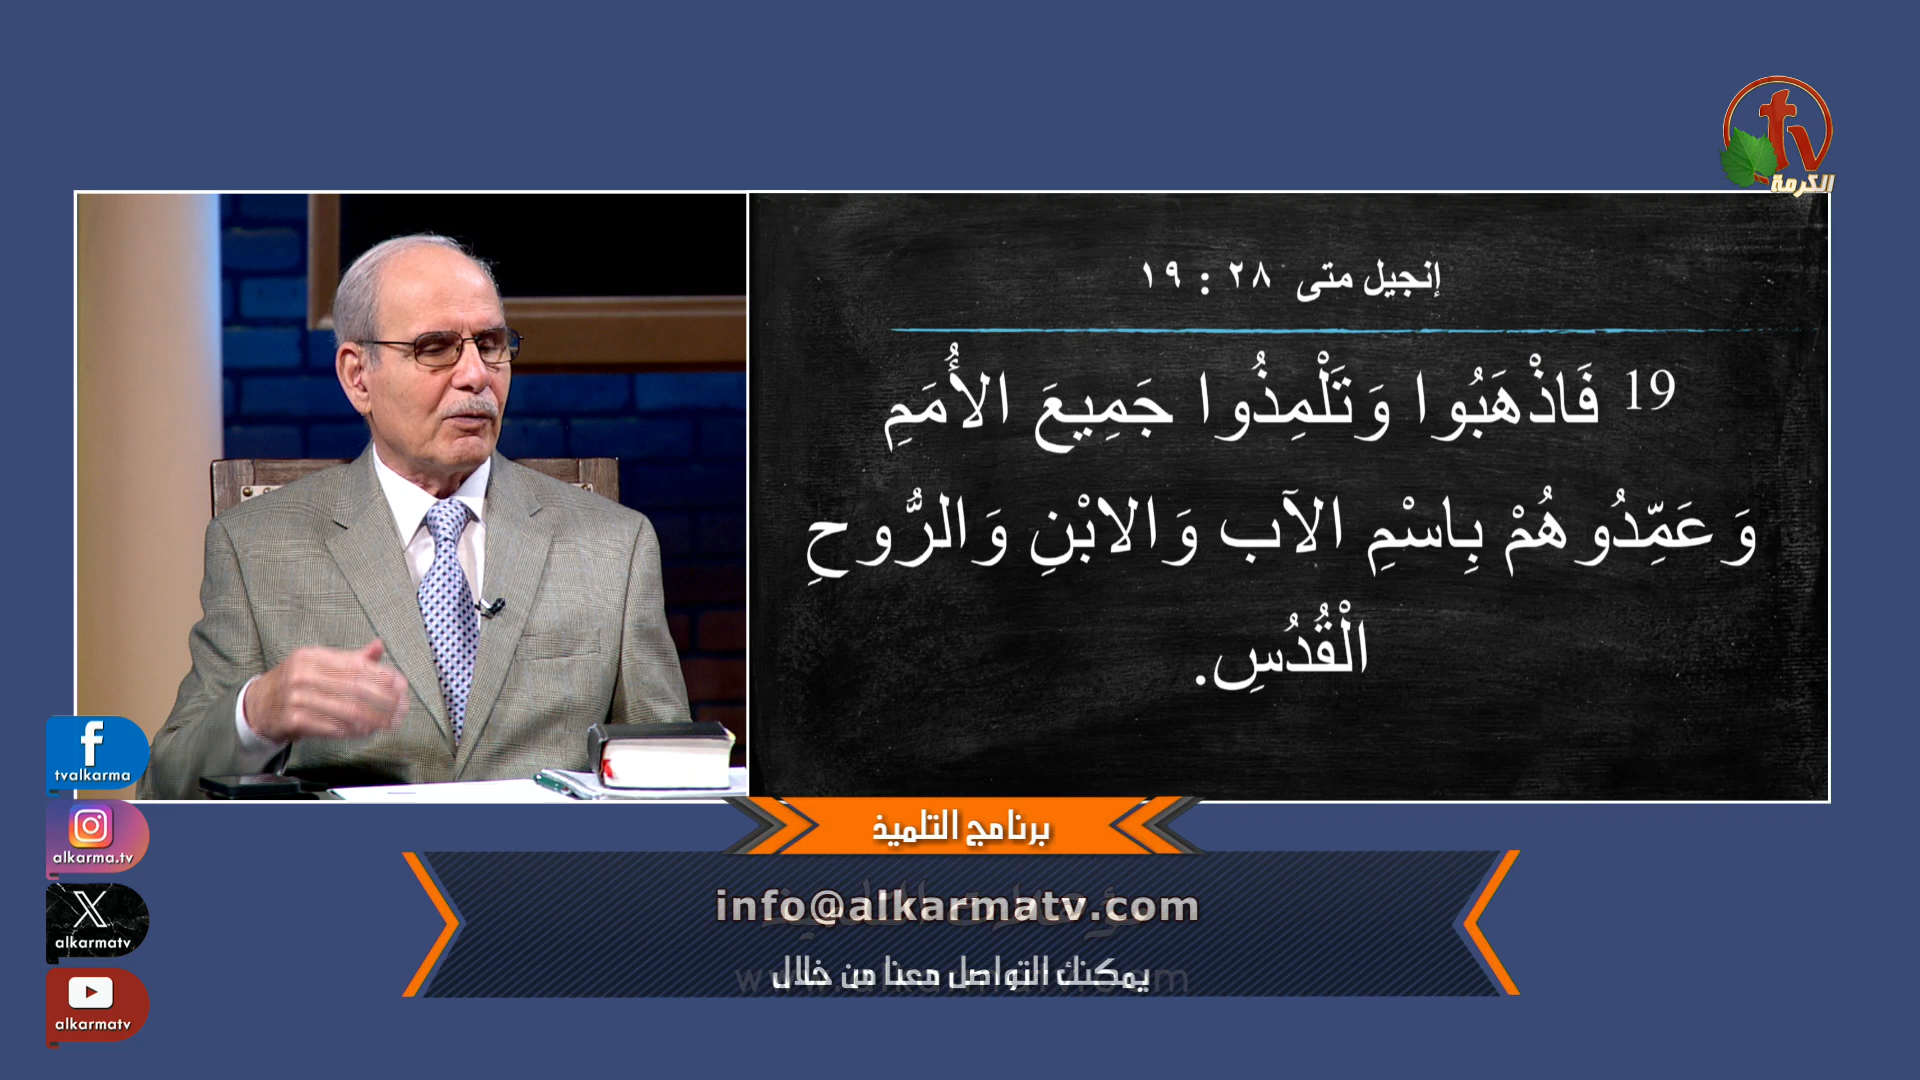 tv
الكرمة
إنجيل متى ٢٨ : ١٩
19 فَاذْهَبُوا وَتَلْمِذُوا جَمِيعَ الأُمَمِ
وَعَمِّدُوهُمْ بِاسْمِ الآب وَالابْنِ وَالرُّوحِ
الْقُدُسِ.
f
tvalkarma
alkarma.tv
X
alkarmatv
alkarmatv
برنامج التلميذ
info@alkarmatv.com
يمكنك التواصل معنا من خلال